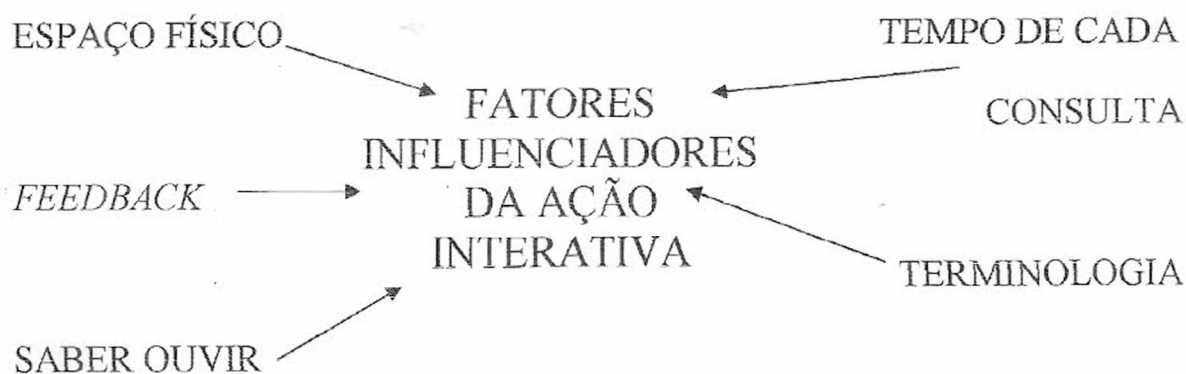 ESPAÇO FÍSICO
TEMPO DE CADA
CONSULTA
FATORES
INFLUENCIADORES
DA AÇÃO
INTERATIVA
FEEDBACK
TERMINOLOGIA
SABER OUVIR